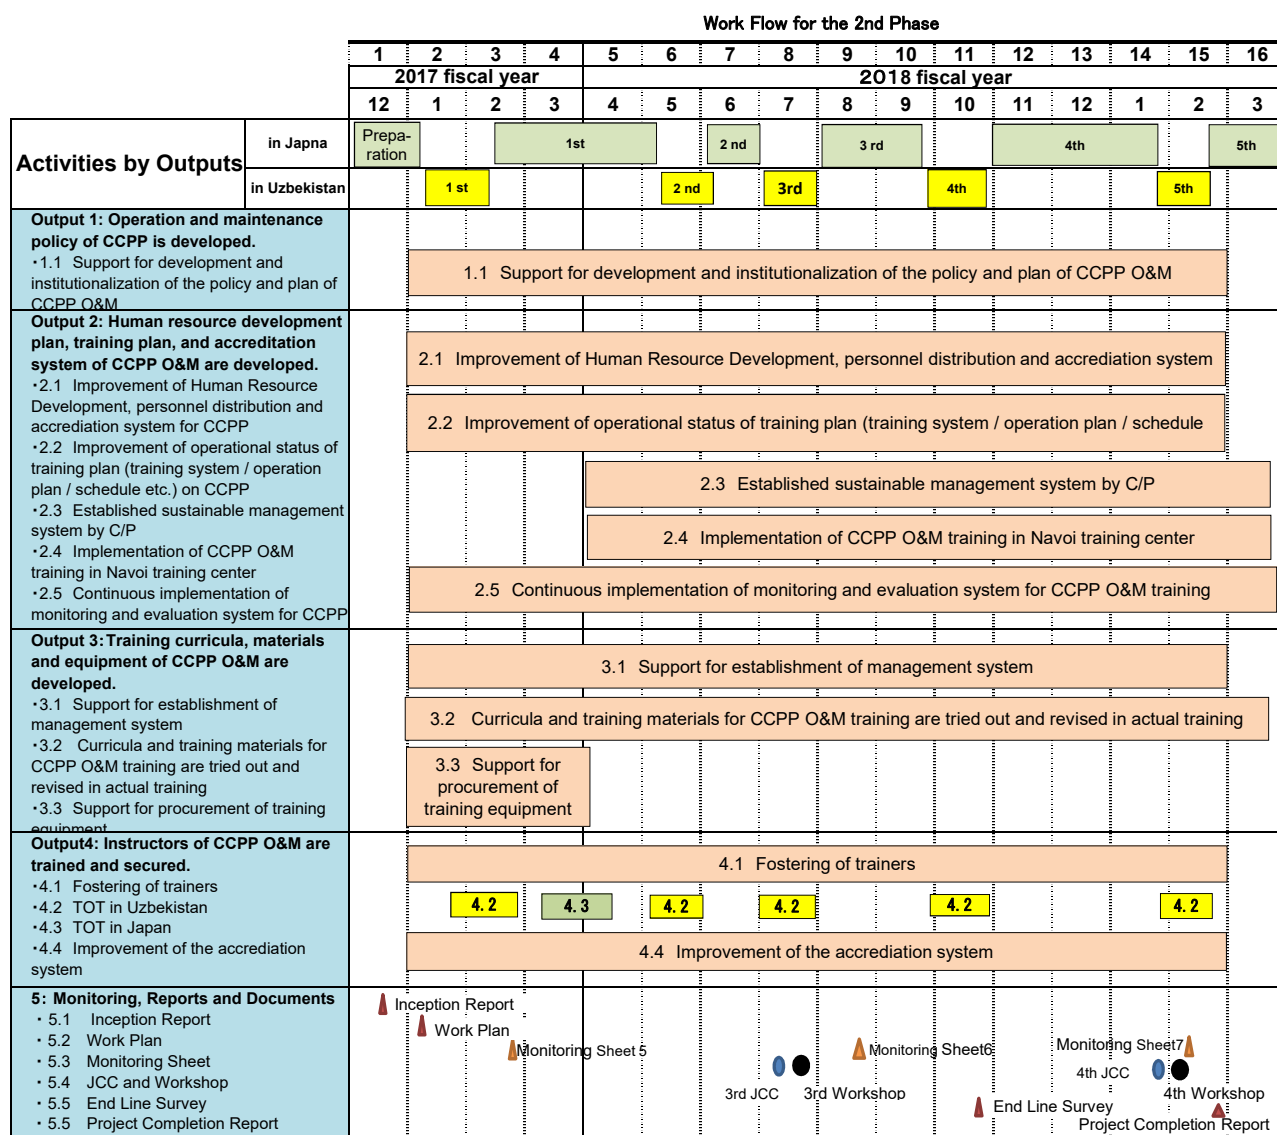 Work Flow for the 2nd Phase
1 2 3 4 5 6 7 8 9 10 11 12 13 14 15 16
2017 fiscal year 2018 fiscal year
12 1 2 3 4 5 6 7 8 9 10 11 12 1 2 3
Activities by Outputs
in Japna
Prepa-
ration
1st 2 nd 3 rd 4th 5th
in Uzbekistan
1 st 2 nd 3rd 4th 5th
Output 1: Operation and maintenance
policy of CCPP is developed.
・1.1 Support for development and
institutionalization of the policy and plan of
CCPP O&M
1.1 Support for development and institutionalization of the policy and plan of CCPP O&M
Output 2: Human resource development
plan, training plan, and accreditation
system of CCPP O&M are developed.
・2.1 Improvement of Human Resource
Development, personnel distribution and
accrediation system for CCPP
・2.2 Improvement of operational status of
training plan (training system / operation
plan / schedule etc.) on CCPP
・2.3 Established sustainable management
system by C/P
・2.4 Implementation of CCPP O&M
training in Navoi training center
・2.5 Continuous implementation of
monitoring and evaluation system for CCPP
2.1 Improvement of Human Resource Development, personnel distribution and accrediation system
2.2 Improvement of operational status of training plan (training system / operation plan / schedule
2.3 Established sustainable management system by C/P
2.4 Implementation of CCPP O&M training in Navoi training center
2.5 Continuous implementation of monitoring and evaluation system for CCPP O&M training
Output 3: Training curricula, materials
and equipment of CCPP O&M are
developed.
・3.1 Support for establishment of
management system
・3.2 Curricula and training materials for
CCPP O&M training are tried out and
revised in actual training
・3.3 Support for procurement of training
equipment
3.1 Support for establishment of management system
3.2 Curricula and training materials for CCPP O&M training are tried out and revised in actual training
3.3 Support for
procurement of
training equipment
Output4: Instructors of CCPP O&M are
trained and secured.
・4.1 Fostering of trainers
・4.2 TOT in Uzbekistan
・4.3 TOT in Japan
・4.4 Improvement of the accrediation
system
4.1 Fostering of trainers
4.2 4.3 4.2 4.2 4.2 4.2
4.4 Improvement of the accrediation system
5: Monitoring, Reports and Documents
・ 5.1 Inception Report
・ 5.2 Work Plan
・ 5.3 Monitoring Sheet
・ 5.4 JCC and Workshop
・ 5.5 End Line Survey
・ 5.5 Project Completion Report
Inception Report
Work Plan
Monitoring Sheet 5
Monitoring Sheet6
Monitoring Sheet7
3rd JCC
3rd Workshop
4th JCC
4th Workshop
End Line Survey
Project Completion Report